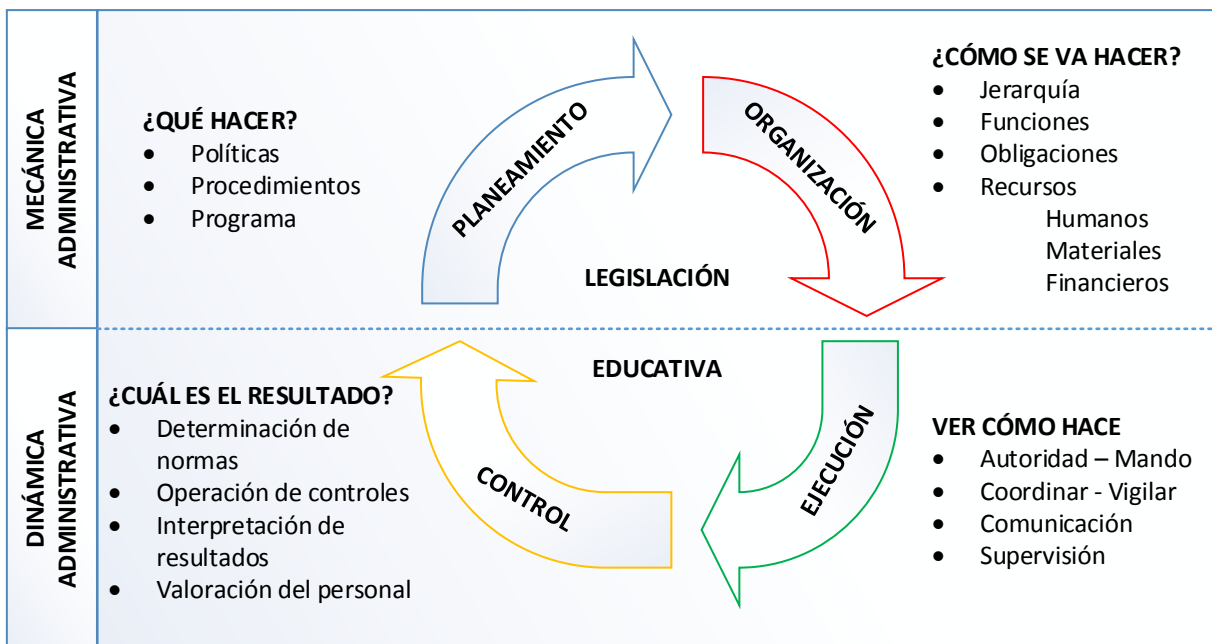 MECÁNICA
ADMINISTRATIVA
¿QUÉ HACER?
• Políticas
• Procedimientos
• Programa
PLANEAMIENTO
ORGANIZACIÓN
¿CÓMO SE VA HACER?
• Jerarquía
• Funciones
• Obligaciones
• Recursos
Humanos
Materiales
Financieros
LEGISLACIÓN
EDUCATIVA
DINÁMICA
ADMINISTRATIVA
¿CUÁL ES EL RESULTADO?
• Determinación de
normas
• Operación de controles
• Interpretación de
resultados
• Valoración del personal
CONTROL
EJECUCIÓN
VER CÓMO HACE
• Autoridad – Mando
• Coordinar - Vigilar
• Comunicación
• Supervisión